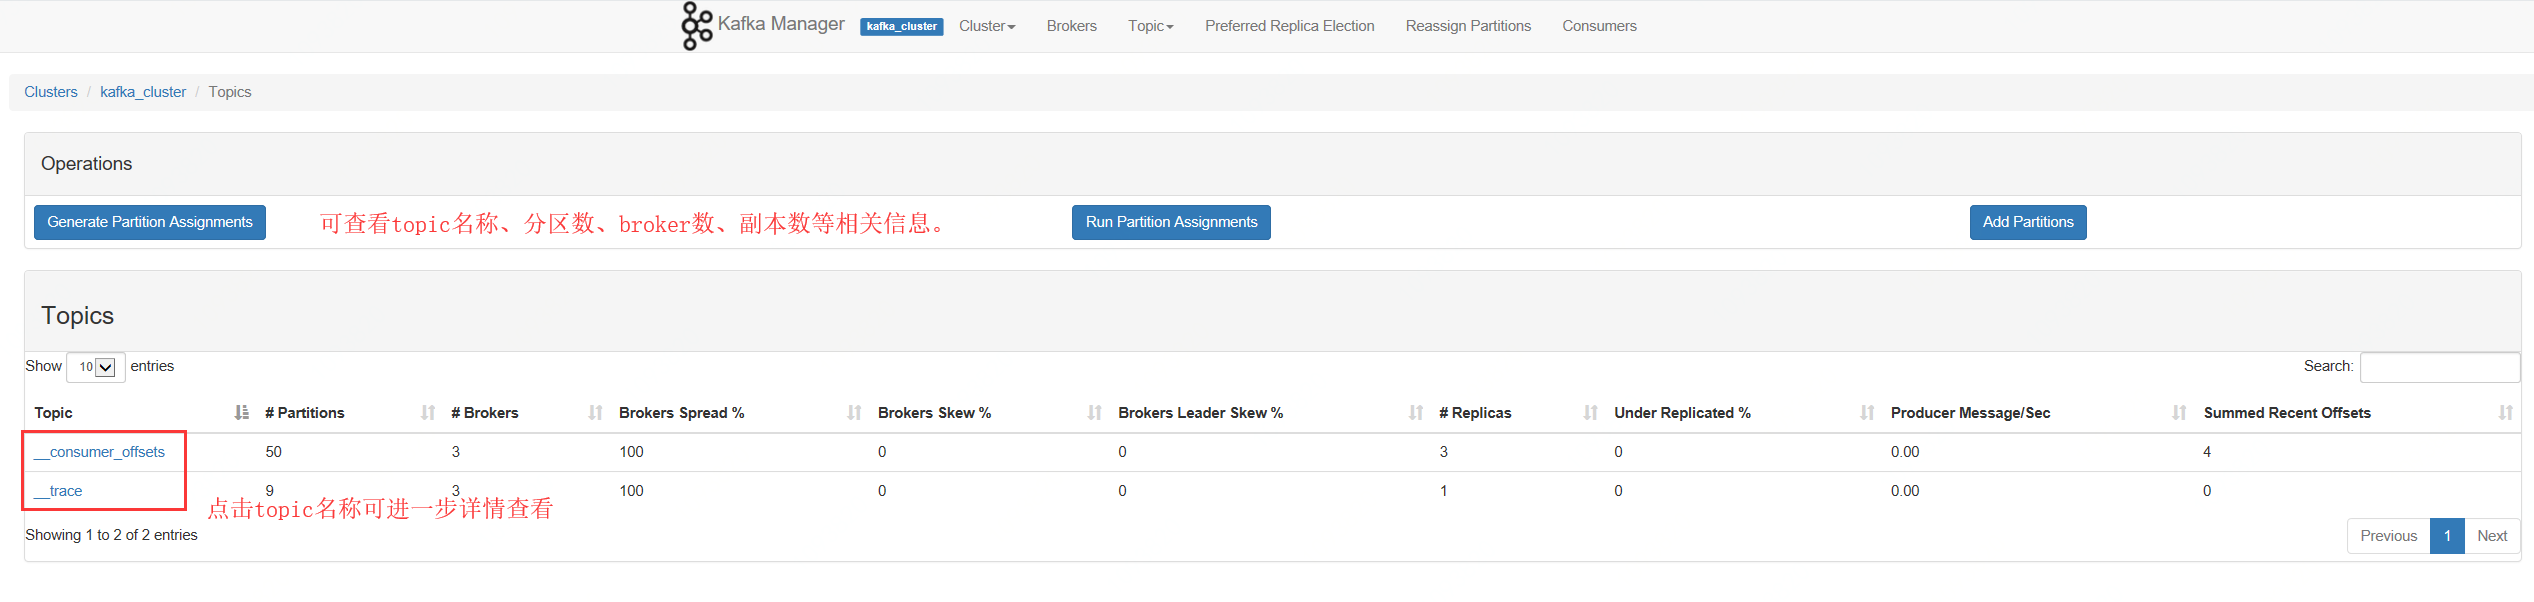 Kafka Manager kafka_cluster Cluster Brokers Topic Preferred Replica Election Reassign Partitions Consumers
Clusters / kafka_cluster / Topics
Operations
Generate Partition Assignments 可查看topic名称、分区数、broker数、副本数等相关信息。 Run Partition Assignments Add Partitions
Topics
Show 10 entries Search:
Topic # Partitions # Brokers Brokers Spread % Brokers Skew % Brokers Leader Skew % # Replicas Under Replicated % Producer Message/Sec Summed Recent Offsets
__consumer_offsets 50 3 100 0 0 3 0 0.00 4
__trace 9 3 100 0 0 1 0 0.00 0
点击topic名称可进一步详情查看
Showing 1 to 2 of 2 entries Previous 1 Next